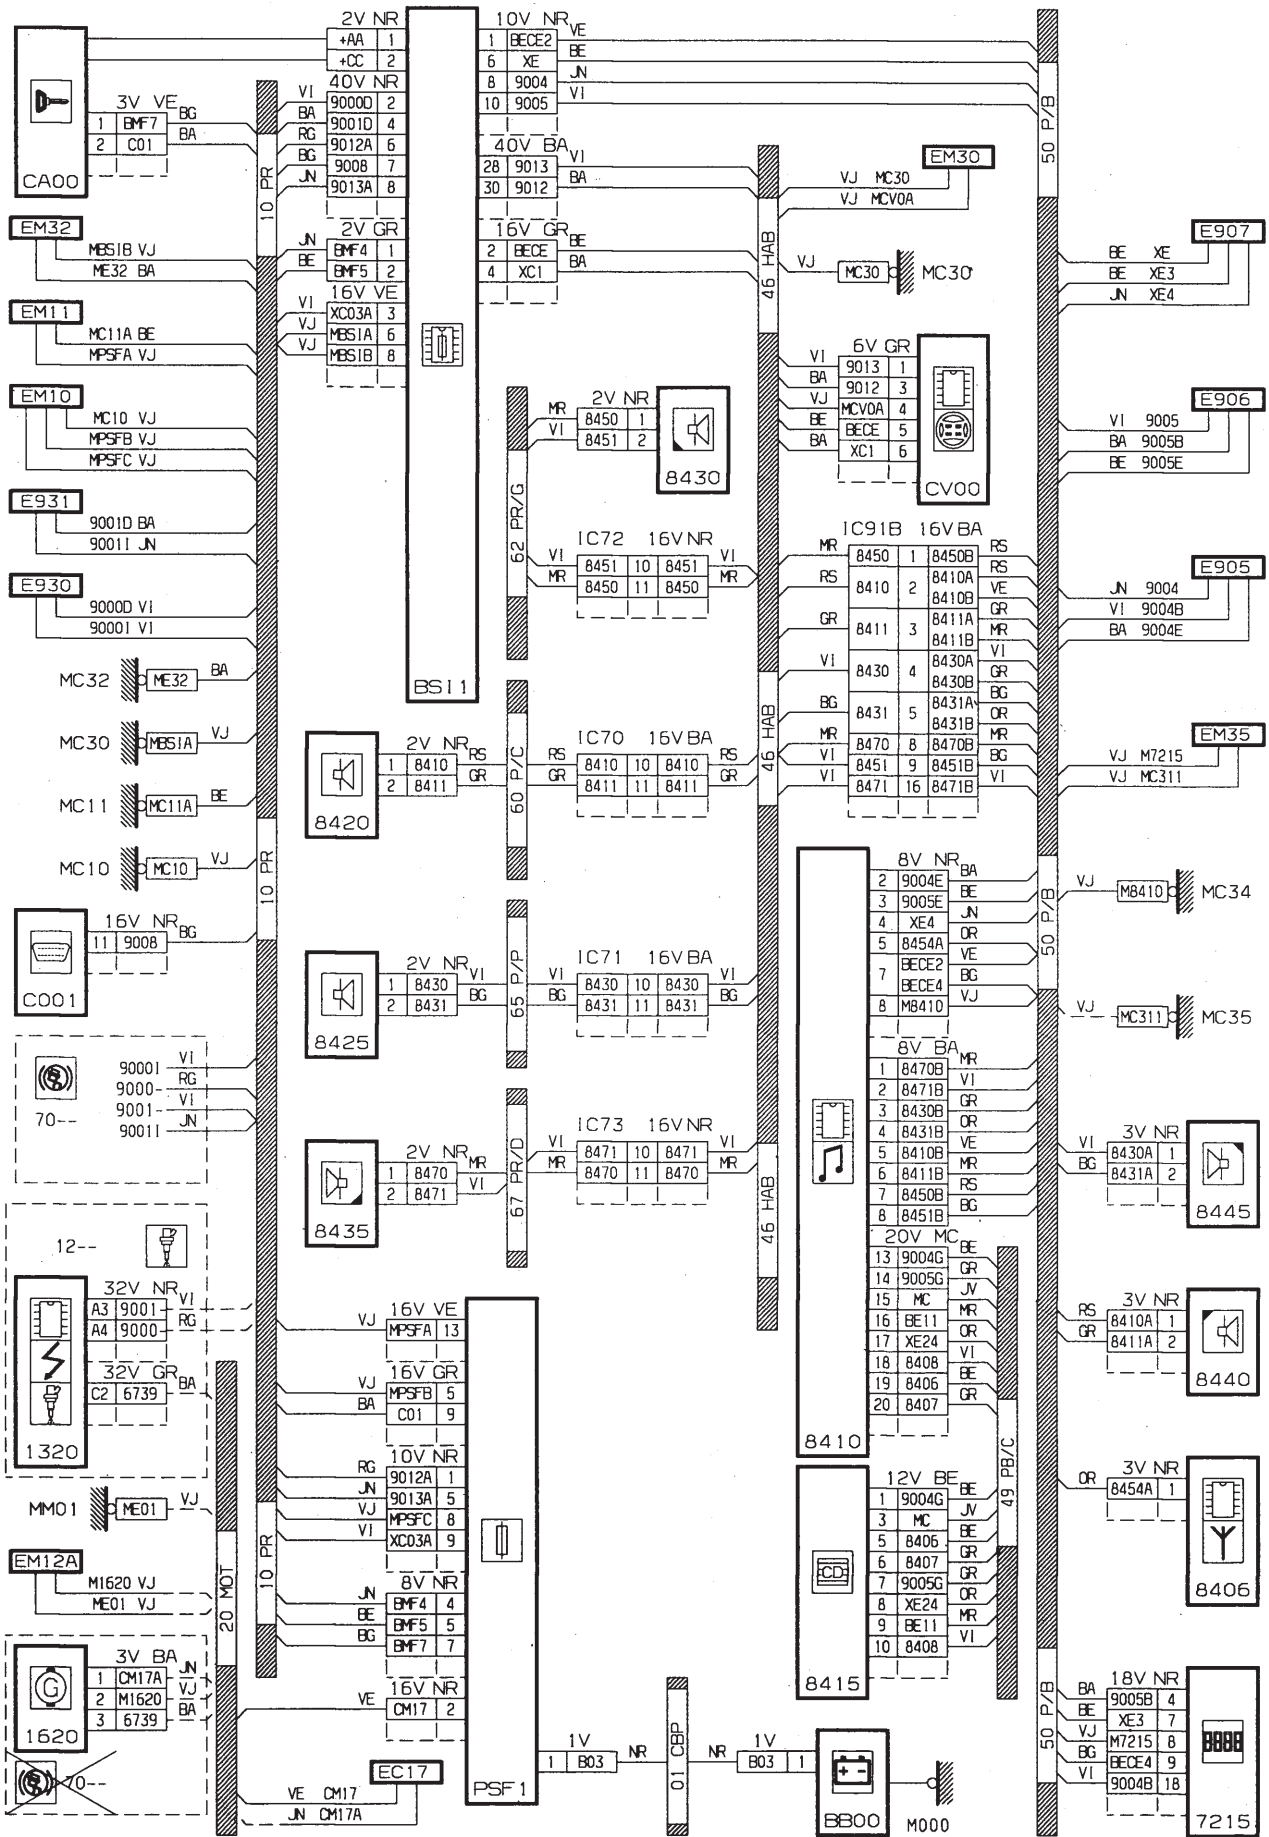 CA00
3V VE
1 BMF7 BG
2 C01 BA
2V NR
+AA 1
+CC 2
40V NR
VI 9000D 2
BA 9001D 4
RG 9012A 6
BG 9008 7
JN 9013A 8
2V GR
JN BMF4 1
BE BMF5 2
16V VE
VI XC03A 3
VJ MBSIA 6
VJ MBSIB 8
BSI1
10V NR
1 BECE2 VE
6 XE BE
8 9004 JN
10 9005 VI
40V BA
28 9013 VI
30 9012 BA
16V GR
2 BECE BE
4 XC1 BA
10 PR
46 HAB
50 P/B
EM30
VJ MC30
VJ MCV0A
VJ MC30 MC30
6V GR
VI 9013 1
BA 9012 3
VJ MCV0A 4
BE BECE 5
BA XC1 6
CV00
E907
BE XE
BE XE3
JN XE4
E906
VI 9005
BA 9005B
BE 9005E
E905
JN 9004
VI 9004B
BA 9004E
EM35
VJ M7215
VJ MC311
EM32
MBSIB VJ
ME32 BA
EM11
MC11A BE
MPSFA VJ
EM10
MC10 VJ
MPSFB VJ
MPSFC VJ
E931
9001D BA
9001I JN
E930
9000D VI
9000I VI
MC32 ME32 BA
MC30 MBSIA VJ
MC11 MC11A BE
MC10 MC10 VJ
10 PR
16V NR
11 9008 BG
C001
70--
9000I VI
9000- RG
9001- VI
9001I JN
12--
32V NR
A3 9001- VI
A4 9000- RG
32V GR
C2 6739 BA
1320
MM01 ME01 VJ
EM12A
M1620 VJ
ME01 VJ
3V BA
1 CM17A JN
2 M1620 VJ
3 6739 BA
1620
70--
20 MOT
10 PR
62 PR/G
2V NR
MR 8450 1
VI 8451 2
8430
IC72 16V NR
VI 8451 10 8451 VI
MR 8450 11 8450 MR
8420
2V NR
1 8410 RS
2 8411 GR
60 P/C
IC70 16V BA
RS 8410 10 8410 RS
GR 8411 11 8411 GR
8425
2V NR
1 8430 VI
2 8431 BG
65 P/P
IC71 16V BA
VI 8430 10 8430 VI
BG 8431 11 8431 BG
8435
2V NR
1 8470 MR
2 8471 VI
67 PR/D
IC73 16V NR
VI 8471 10 8471 VI
MR 8470 11 8470 MR
46 HAB
46 HAB
IC91B 16V BA
MR 8450 1 8450B RS
RS 8410 2 8410A RS
8410B VE
GR 8411 3 8411A GR
8411B MR
VI 8430 4 8430A VI
8430B GR
BG 8431 5 8431A BG
8431B OR
MR 8470 8 8470B MR
VI 8451 9 8451B BG
VI 8471 16 8471B VI
8V NR
2 9004E BA
3 9005E BE
4 XE4 JN
5 8454A OR
7 BECE2 VE
BECE4 BG
8 M8410 VJ
8V BA
1 8470B MR
2 8471B VI
3 8430B GR
4 8431B OR
5 8410B VE
6 8411B MR
7 8450B RS
8 8451B BG
20V MC
13 9004G BE
14 9005G GR
15 MC JV
16 BE11 MR
17 XE24 OR
18 8408 VI
19 8406 BE
20 8407 GR
8410
12V BE
1 9004G BE
3 MC JV
5 8406 BE
6 8407 GR
7 9005G GR
8 XE24 OR
9 BE11 MR
10 8408 VI
8415
49 PB/C
50 P/B
VJ M8410 MC34
VJ MC311 MC35
3V NR
VI 8430A 1
BG 8431A 2
8445
3V NR
RS 8410A 1
GR 8411A 2
8440
3V NR
OR 8454A 1
8406
50 P/B
18V NR
BA 9005B 4
BE XE3 7
VJ M7215 8
BG BECE4 9
VI 9004B 18
7215
16V VE
VJ MPSFA 13
16V GR
VJ MPSFB 5
BA C01 9
10V NR
RG 9012A 1
JN 9013A 5
VJ MPSFC 8
VI XC03A 9
8V NR
JN BMF4 4
BE BMF5 5
BG BMF7 7
16V NR
VE CM17 2
PSF1
EC17
VE CM17
JN CM17A
1V
1 B03 NR
01 CBP
1V
NR B03 1
BB00
M000
G
CD